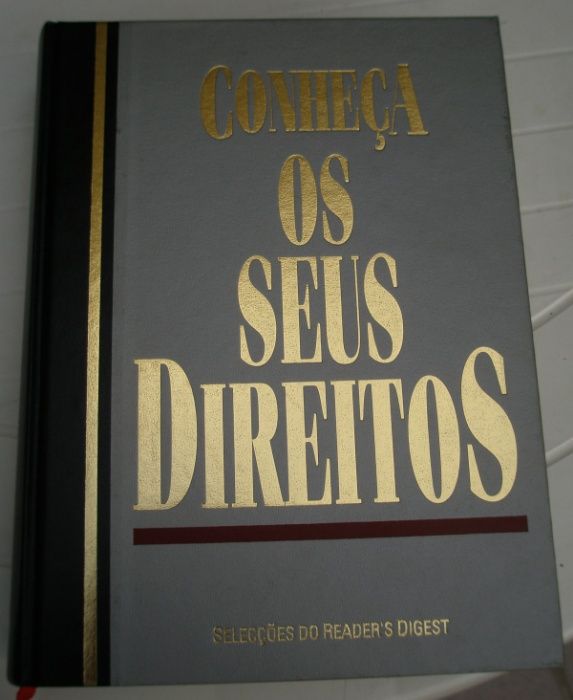 CONHEÇA
OS
SEUS
DIREITOS
SELECÇÕES DO READER'S DIGEST